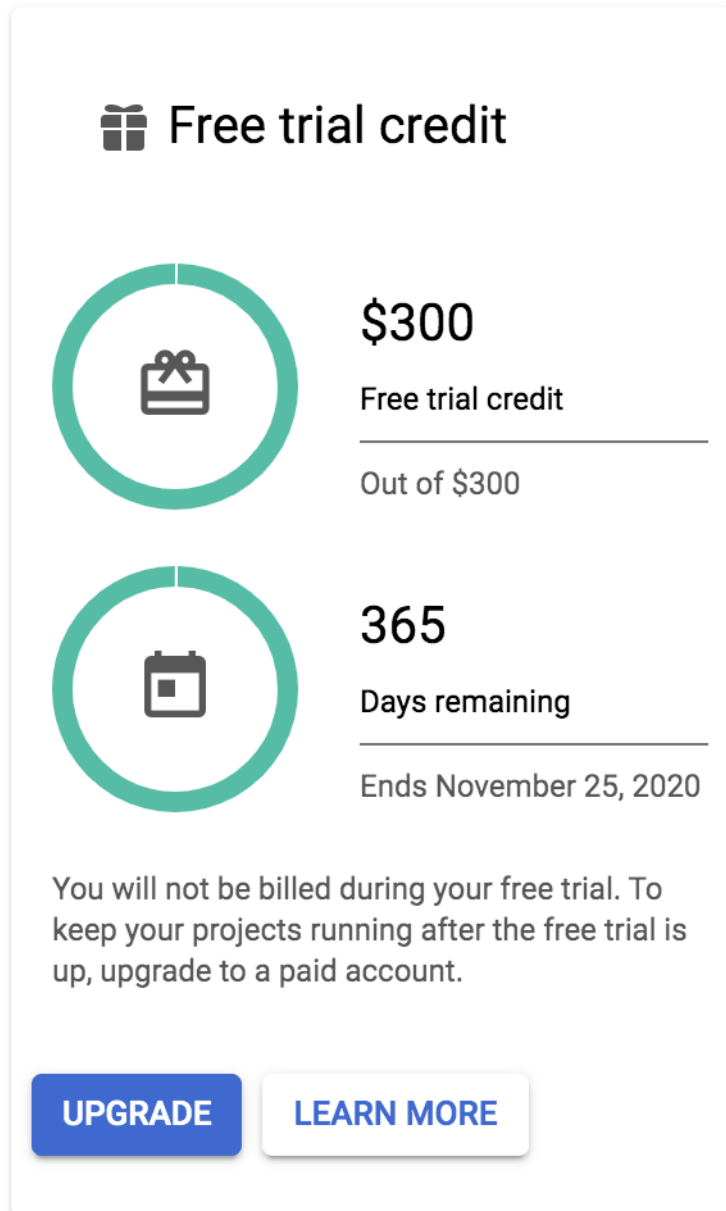 Free trial credit
$300
Free trial credit
Out of $300
365
Days remaining
Ends November 25, 2020
You will not be billed during your free trial. To
keep your projects running after the free trial is
up, upgrade to a paid account.
UPGRADE
LEARN MORE